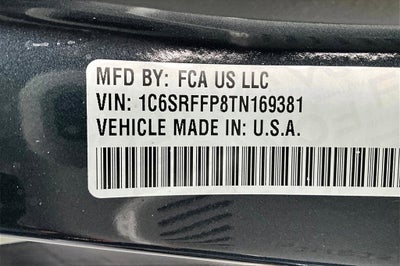 MFD BY: FCA US LLC
VIN: 1C6SRFFP8TN169381
VEHICLE MADE IN: U.S.A.